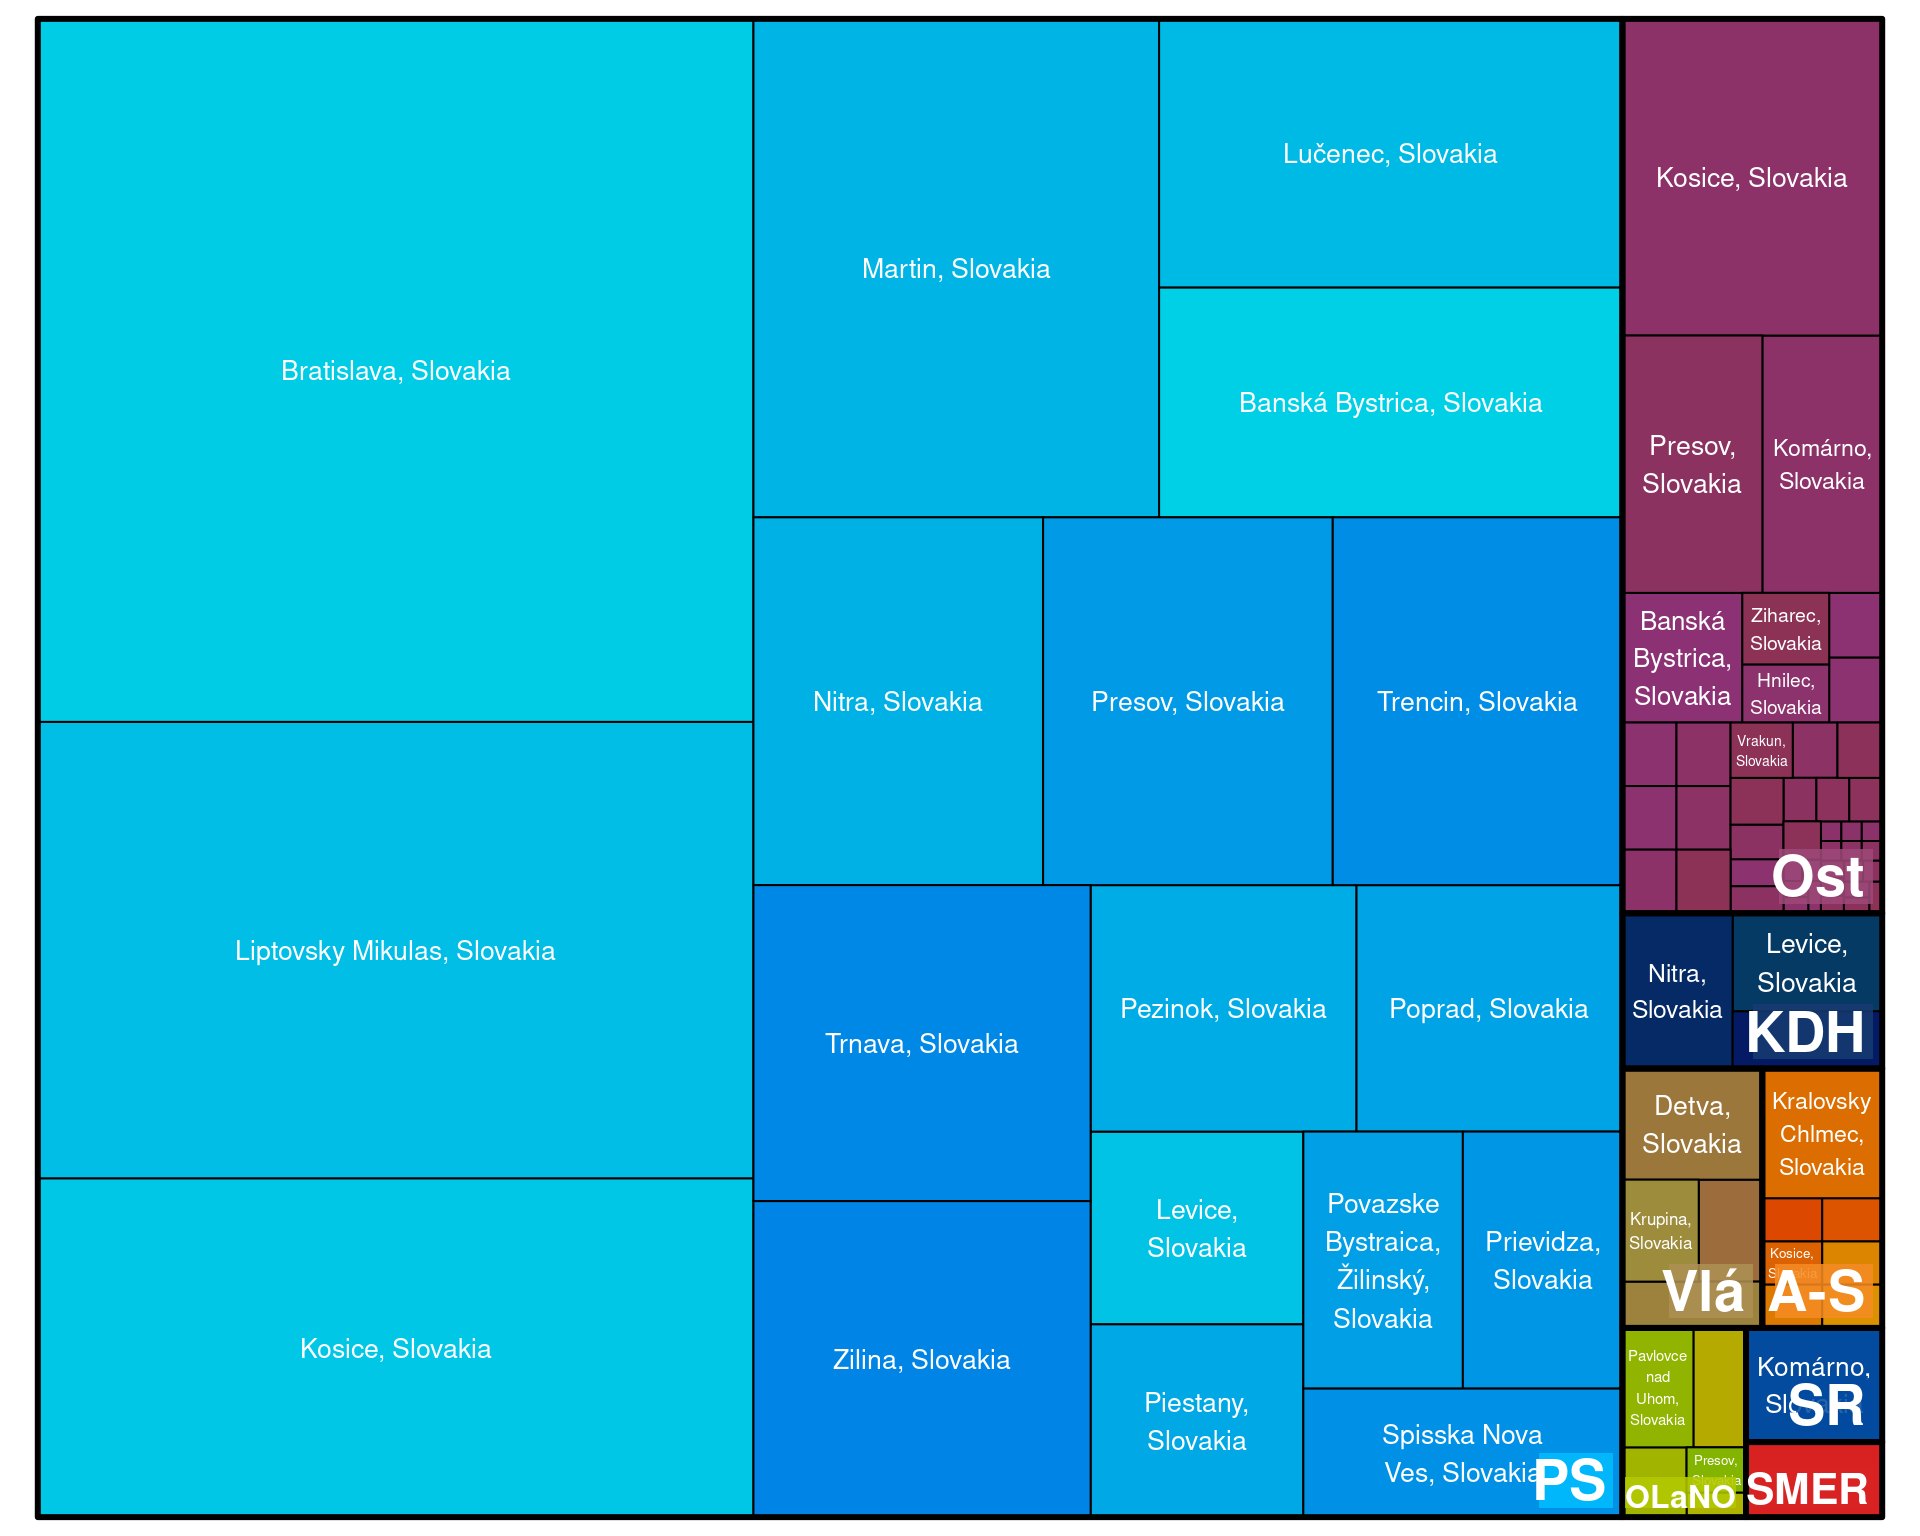 Bratislava, Slovakia
Liptovsky Mikulas, Slovakia
Kosice, Slovakia
Martin, Slovakia
Lučenec, Slovakia
Banská Bystrica, Slovakia
Nitra, Slovakia
Presov, Slovakia
Trencin, Slovakia
Trnava, Slovakia
Zilina, Slovakia
Pezinok, Slovakia
Poprad, Slovakia
Levice,
Slovakia
Piestany,
Slovakia
Povazske
Bystraica,
Žilinský,
Slovakia
Prievidza,
Slovakia
Spisska Nova
Ves, Slovakia
PS
Kosice, Slovakia
Presov,
Slovakia
Komárno,
Slovakia
Banská
Bystrica,
Slovakia
Ziharec,
Slovakia
Hnilec,
Slovakia
Vrakun,
Slovakia
Ost
Nitra,
Slovakia
Levice,
Slovakia
KDH
Detva,
Slovakia
Krupina,
Slovakia
Vlá
Kralovsky
Chlmec,
Slovakia
Kosice,
Slovakia
A-S
Pavlovce
nad
Uhom,
Slovakia
Presov,
Slovakia
OLaNO
Komárno,
Slovakia
SR
SMER